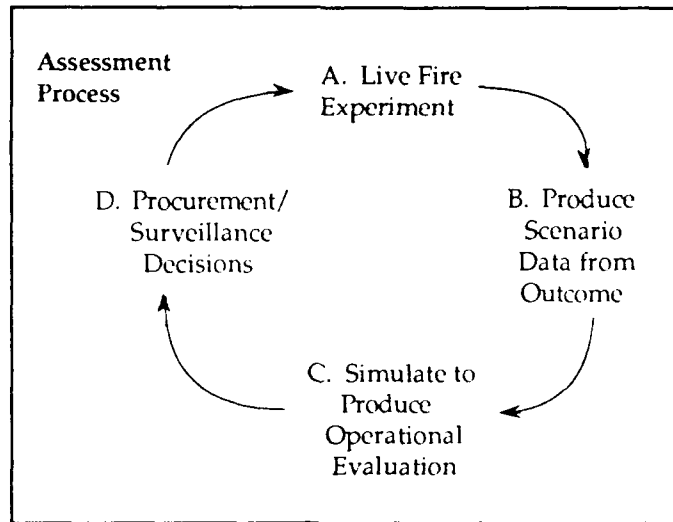 Assessment
Process
A. Live Fire
Experiment
B. Produce
Scenario
Data from
Outcome
C. Simulate to
Produce
Operational
Evaluation
D. Procurement/
Surveillance
Decisions